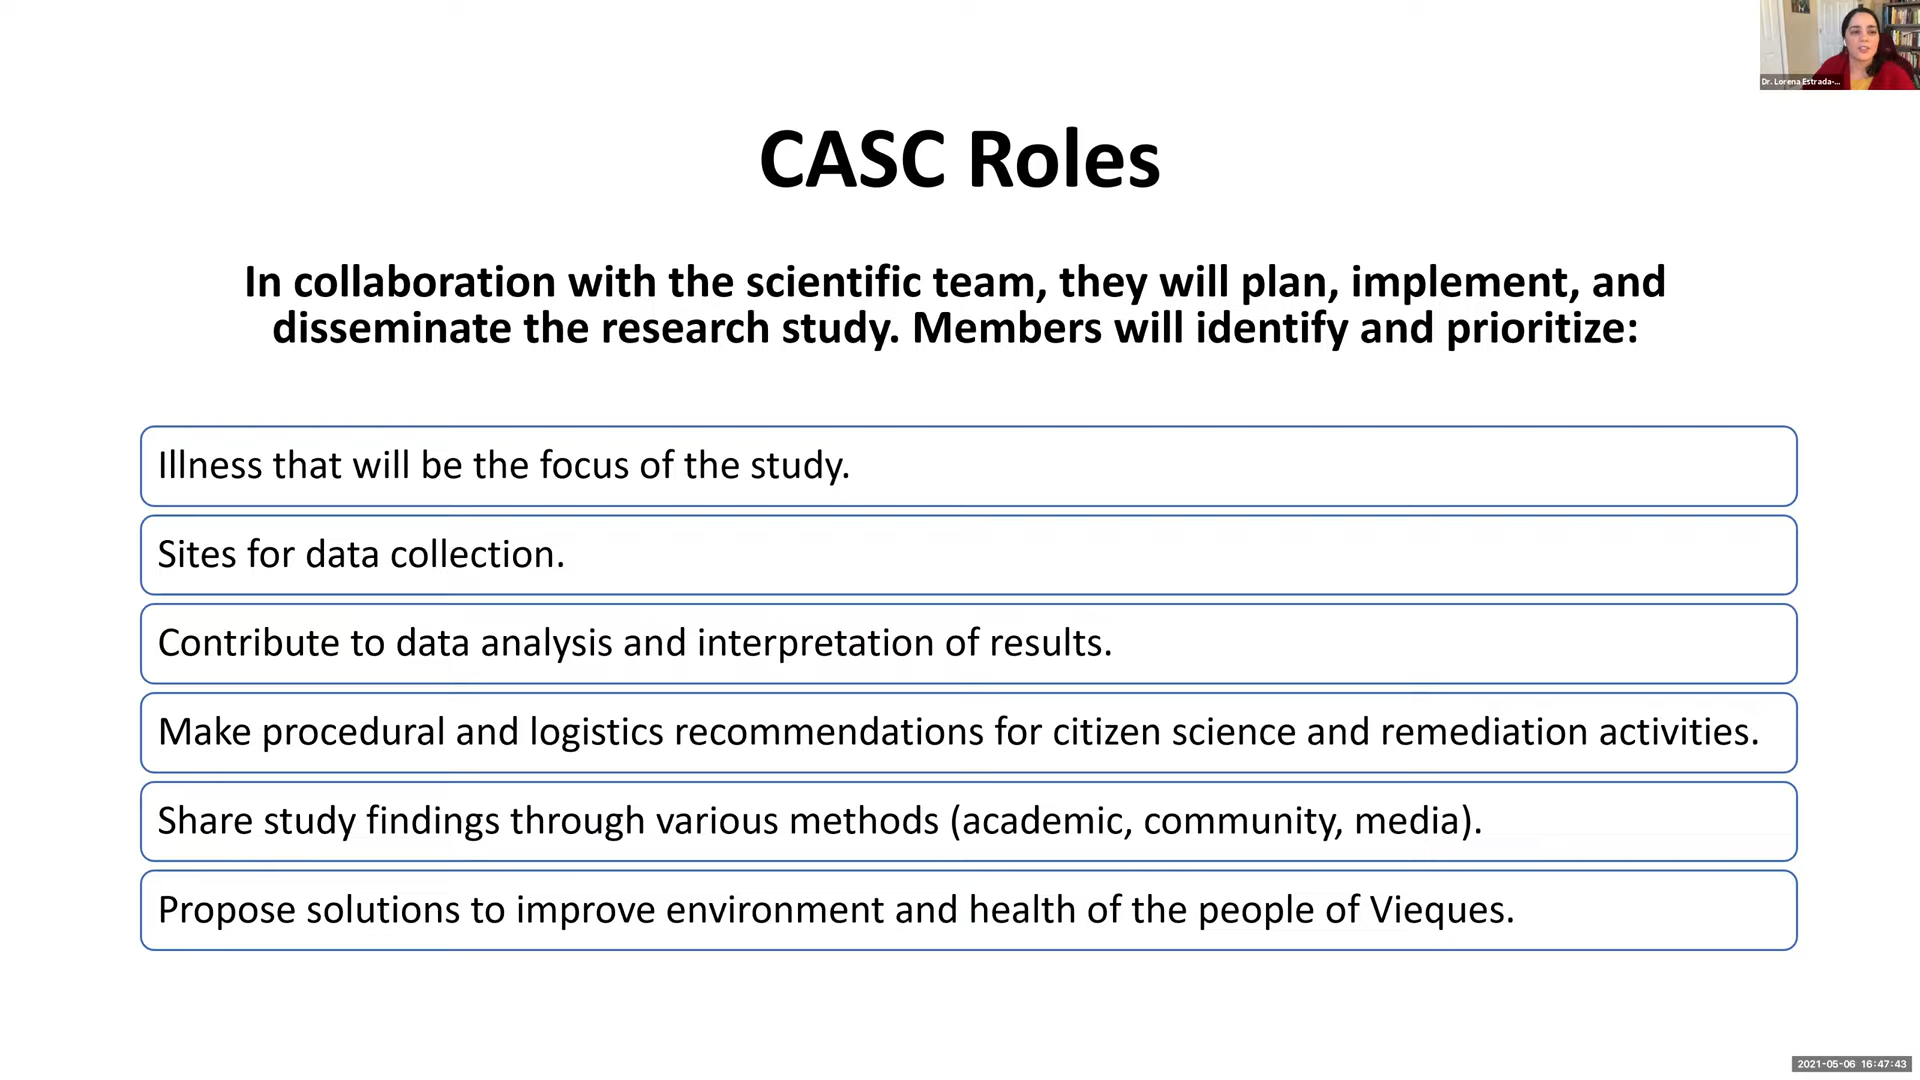 Dr. Lorena Estrada-...
CASC Roles
In collaboration with the scientific team, they will plan, implement, and
disseminate the research study. Members will identify and prioritize:
Illness that will be the focus of the study.
Sites for data collection.
Contribute to data analysis and interpretation of results.
Make procedural and logistics recommendations for citizen science and remediation activities.
Share study findings through various methods (academic, community, media).
Propose solutions to improve environment and health of the people of Vieques.
2021-05-06 16:47:43